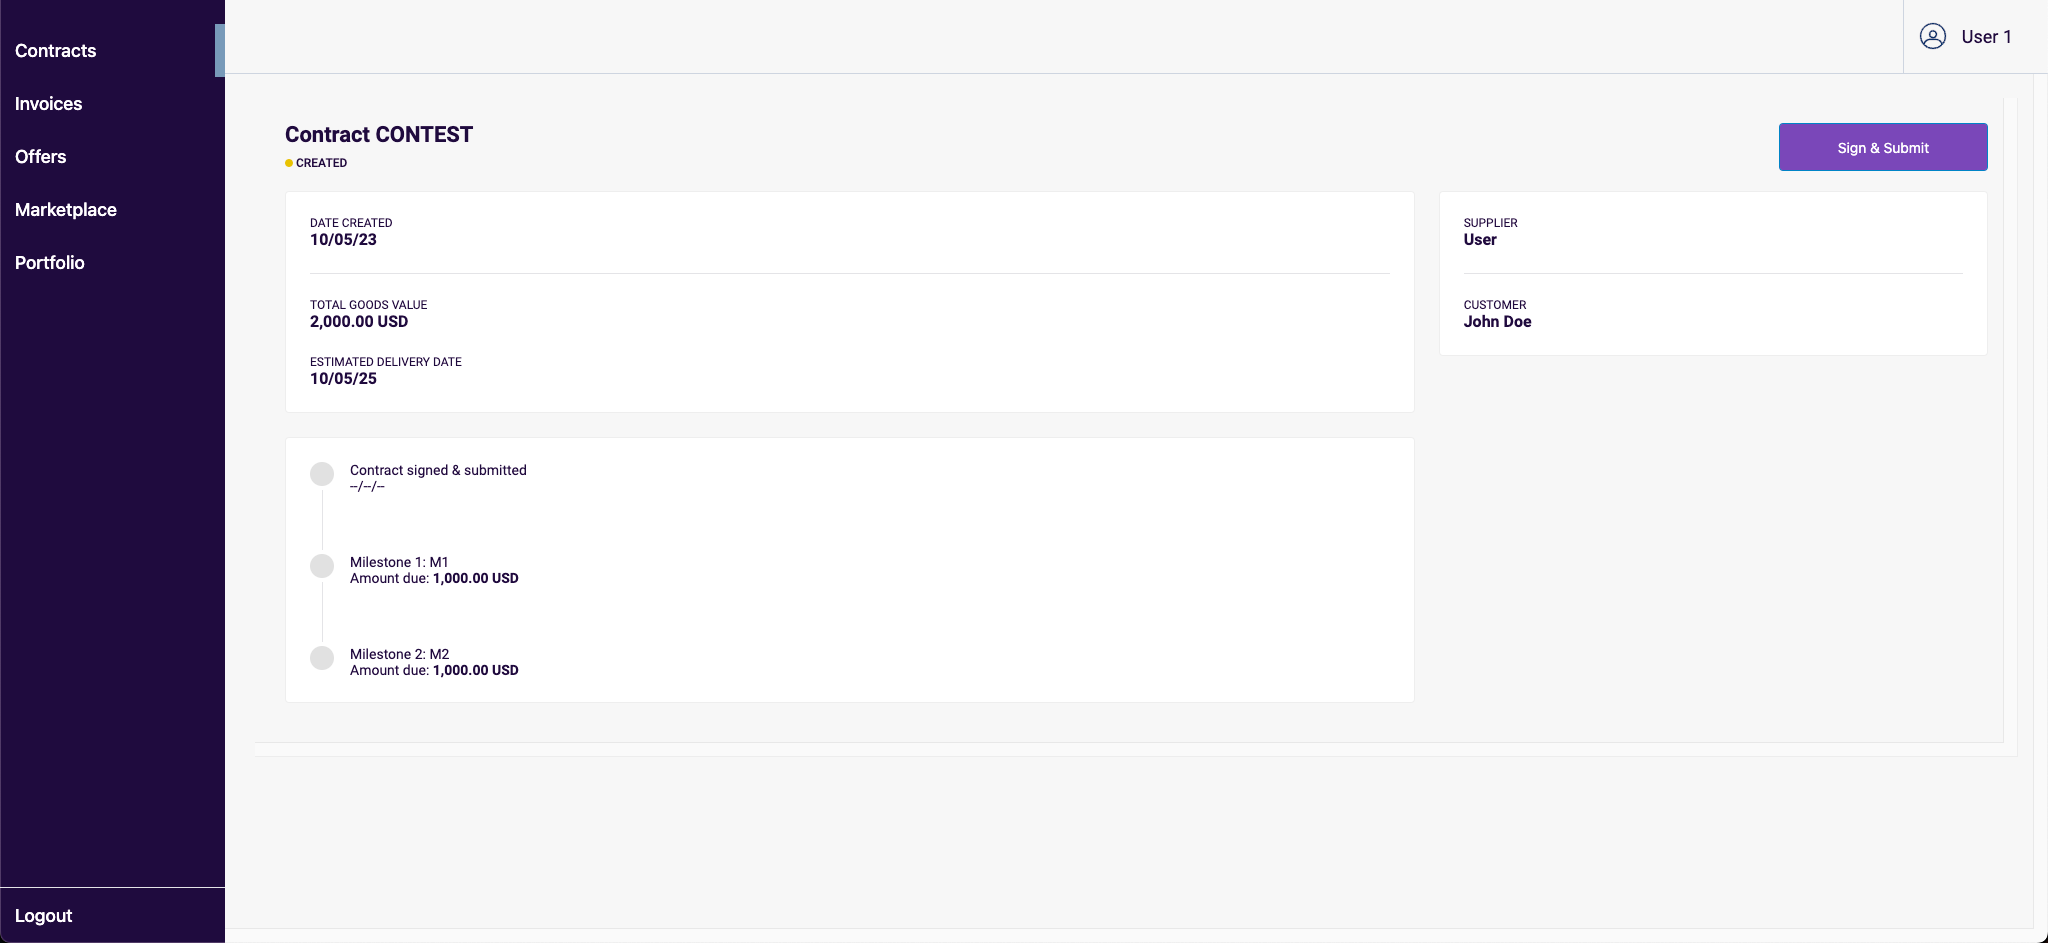 Contracts
Invoices
Offers
Marketplace
Portfolio
Logout
User 1
Contract CONTEST
CREATED
Sign & Submit
DATE CREATED
10/05/23
TOTAL GOODS VALUE
2,000.00 USD
ESTIMATED DELIVERY DATE
10/05/25
SUPPLIER
User
CUSTOMER
John Doe
Contract signed & submitted
--/--/--
Milestone 1: M1
Amount due: 1,000.00 USD
Milestone 2: M2
Amount due: 1,000.00 USD